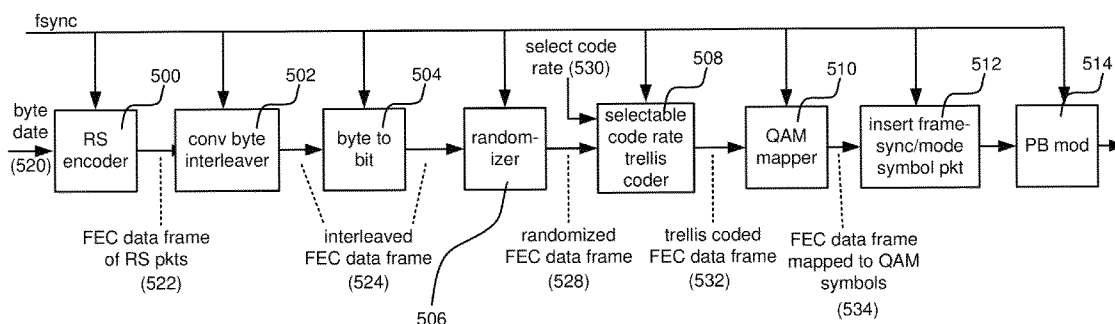 fsync
select code
rate (530)
500
502
504
508
510
512
514
byte
date
(520)
RS
encoder
conv byte
interleaver
byte to
bit
random-
izer
selectable
code rate
trellis
coder
QAM
mapper
insert frame-
sync/mode
symbol pkt
PB mod
FEC data frame
of RS pkts
(522)
interleaved
FEC data frame
(524)
506
randomized
FEC data frame
(528)
trellis coded
FEC data frame
(532)
FEC data frame
mapped to QAM
symbols
(534)